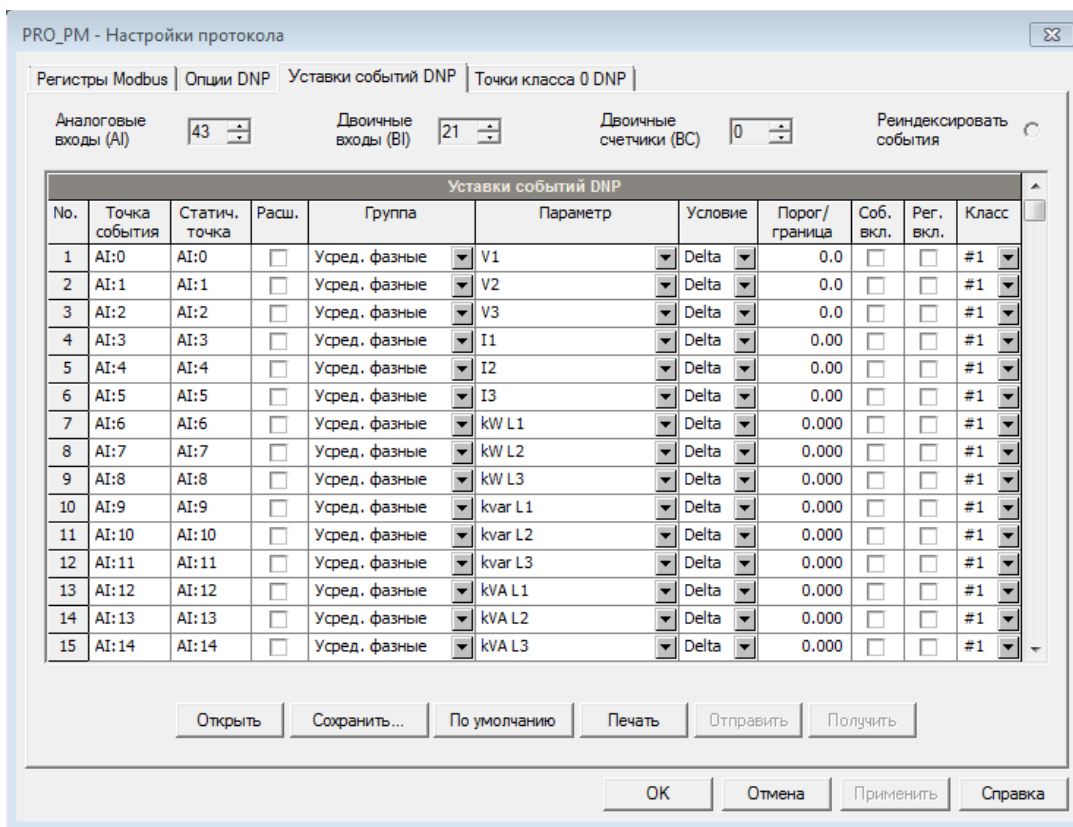 PRO_PM - Настройки протокола
Регистры Modbus Опции DNP Уставки событий DNP Точки класса 0 DNP
Аналоговые входы (AI) 43 Двоичные входы (BI) 21 Двоичные счетчики (BC) 0 Реиндексировать события
Уставки событий DNP
No. Точка события Статич. точка Расш. Группа Параметр Условие Порог/граница Соб. вкл. Рег. вкл. Класс
1 AI:0 AI:0 Усред. фазные V1 Delta 0.0 #1
2 AI:1 AI:1 Усред. фазные V2 Delta 0.0 #1
3 AI:2 AI:2 Усред. фазные V3 Delta 0.0 #1
4 AI:3 AI:3 Усред. фазные I1 Delta 0.00 #1
5 AI:4 AI:4 Усред. фазные I2 Delta 0.00 #1
6 AI:5 AI:5 Усред. фазные I3 Delta 0.00 #1
7 AI:6 AI:6 Усред. фазные kW L1 Delta 0.000 #1
8 AI:7 AI:7 Усред. фазные kW L2 Delta 0.000 #1
9 AI:8 AI:8 Усред. фазные kW L3 Delta 0.000 #1
10 AI:9 AI:9 Усред. фазные kvar L1 Delta 0.000 #1
11 AI:10 AI:10 Усред. фазные kvar L2 Delta 0.000 #1
12 AI:11 AI:11 Усред. фазные kvar L3 Delta 0.000 #1
13 AI:12 AI:12 Усред. фазные kVA L1 Delta 0.000 #1
14 AI:13 AI:13 Усред. фазные kVA L2 Delta 0.000 #1
15 AI:14 AI:14 Усред. фазные kVA L3 Delta 0.000 #1
Открыть Сохранить... По умолчанию Печать Отправить Получить
OK Отмена Применить Справка